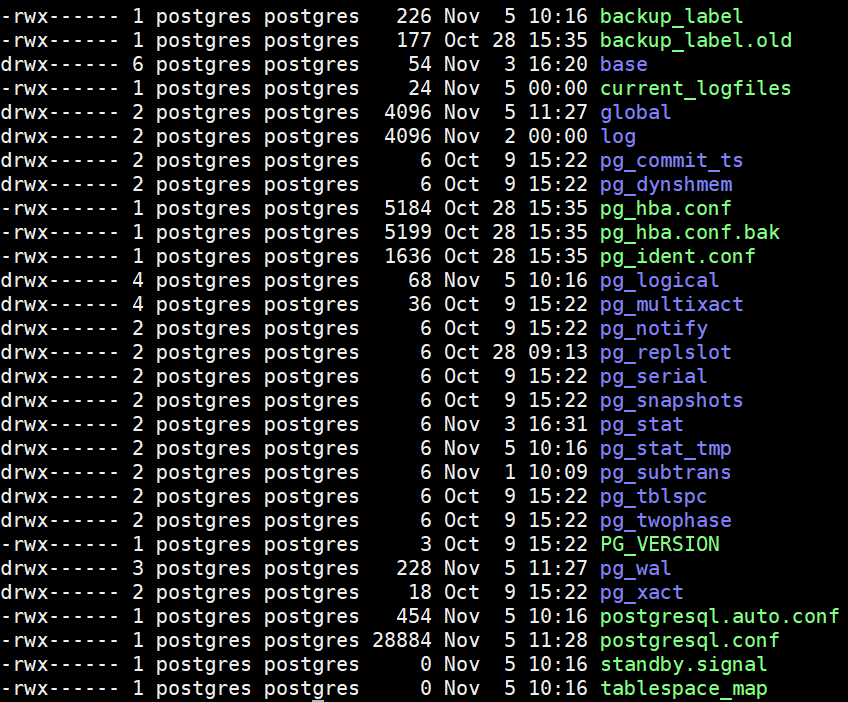 -rwx------ 1 postgres postgres   226 Nov  5 10:16 backup_label
-rwx------ 1 postgres postgres   177 Oct 28 15:35 backup_label.old
drwx------ 6 postgres postgres    54 Nov  3 16:20 base
-rwx------ 1 postgres postgres    24 Nov  5 00:00 current_logfiles
drwx------ 2 postgres postgres  4096 Nov  5 11:27 global
drwx------ 2 postgres postgres  4096 Nov  2 00:00 log
drwx------ 2 postgres postgres     6 Oct  9 15:22 pg_commit_ts
drwx------ 2 postgres postgres     6 Oct  9 15:22 pg_dynshmem
-rwx------ 1 postgres postgres  5184 Oct 28 15:35 pg_hba.conf
-rwx------ 1 postgres postgres  5199 Oct 28 15:35 pg_hba.conf.bak
-rwx------ 1 postgres postgres  1636 Oct 28 15:35 pg_ident.conf
drwx------ 4 postgres postgres    68 Nov  5 10:16 pg_logical
drwx------ 4 postgres postgres    36 Oct  9 15:22 pg_multixact
drwx------ 2 postgres postgres     6 Oct  9 15:22 pg_notify
drwx------ 2 postgres postgres     6 Oct 28 09:13 pg_replslot
drwx------ 2 postgres postgres     6 Oct  9 15:22 pg_serial
drwx------ 2 postgres postgres     6 Oct  9 15:22 pg_snapshots
drwx------ 2 postgres postgres     6 Nov  3 16:31 pg_stat
drwx------ 2 postgres postgres     6 Nov  5 10:16 pg_stat_tmp
drwx------ 2 postgres postgres     6 Nov  1 10:09 pg_subtrans
drwx------ 2 postgres postgres     6 Oct  9 15:22 pg_tblspc
drwx------ 2 postgres postgres     6 Oct  9 15:22 pg_twophase
-rwx------ 1 postgres postgres     3 Oct  9 15:22 PG_VERSION
drwx------ 3 postgres postgres   228 Nov  5 11:27 pg_wal
drwx------ 2 postgres postgres    18 Oct  9 15:22 pg_xact
-rwx------ 1 postgres postgres   454 Nov  5 10:16 postgresql.auto.conf
-rwx------ 1 postgres postgres 28884 Nov  5 11:28 postgresql.conf
-rwx------ 1 postgres postgres     0 Nov  5 10:16 standby.signal
-rwx------ 1 postgres postgres     0 Nov  5 10:16 tablespace_map